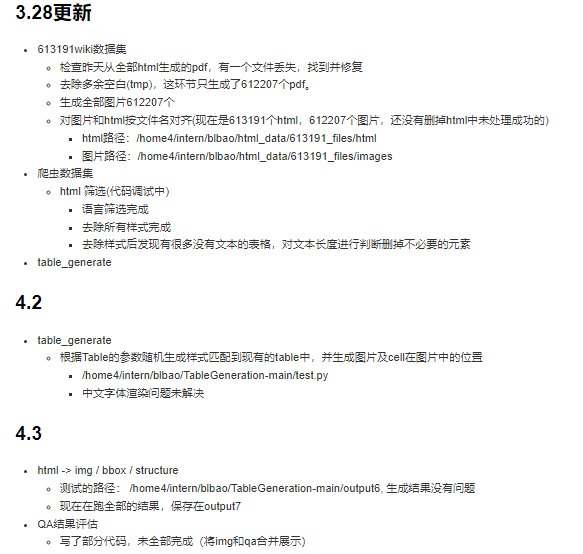 3.28更新
613191wiki数据集
检查昨天从全部html生成的pdf，有一个文件丢失，找到并修复
去除多余空白(tmp)，这环节只生成了612207个pdf。
生成全部图片612207个
对图片和html按文件名对齐(现在是613191个html，612207个图片，还没有删掉html中未处理成功的)
html路径：/home4/intern/blbao/html_data/613191_files/html
图片路径：/home4/intern/blbao/html_data/613191_files/images
爬虫数据集
html 筛选(代码调试中)
语言筛选完成
去除所有样式完成
去除样式后发现有很多没有文本的表格，对文本长度进行判断删掉不必要的元素
table_generate
4.2
table_generate
根据Table的参数随机生成样式匹配到现有的table中，并生成图片及cell在图片中的位置
/home4/intern/blbao/TableGeneration-main/test.py
中文字体渲染问题未解决
4.3
html -> img / bbox / structure
测试的路径： /home4/intern/blbao/TableGeneration-main/output6, 生成结果没有问题
现在在跑全部的结果，保存在output7
QA结果评估
写了部分代码，未全部完成（将img和qa合并展示）